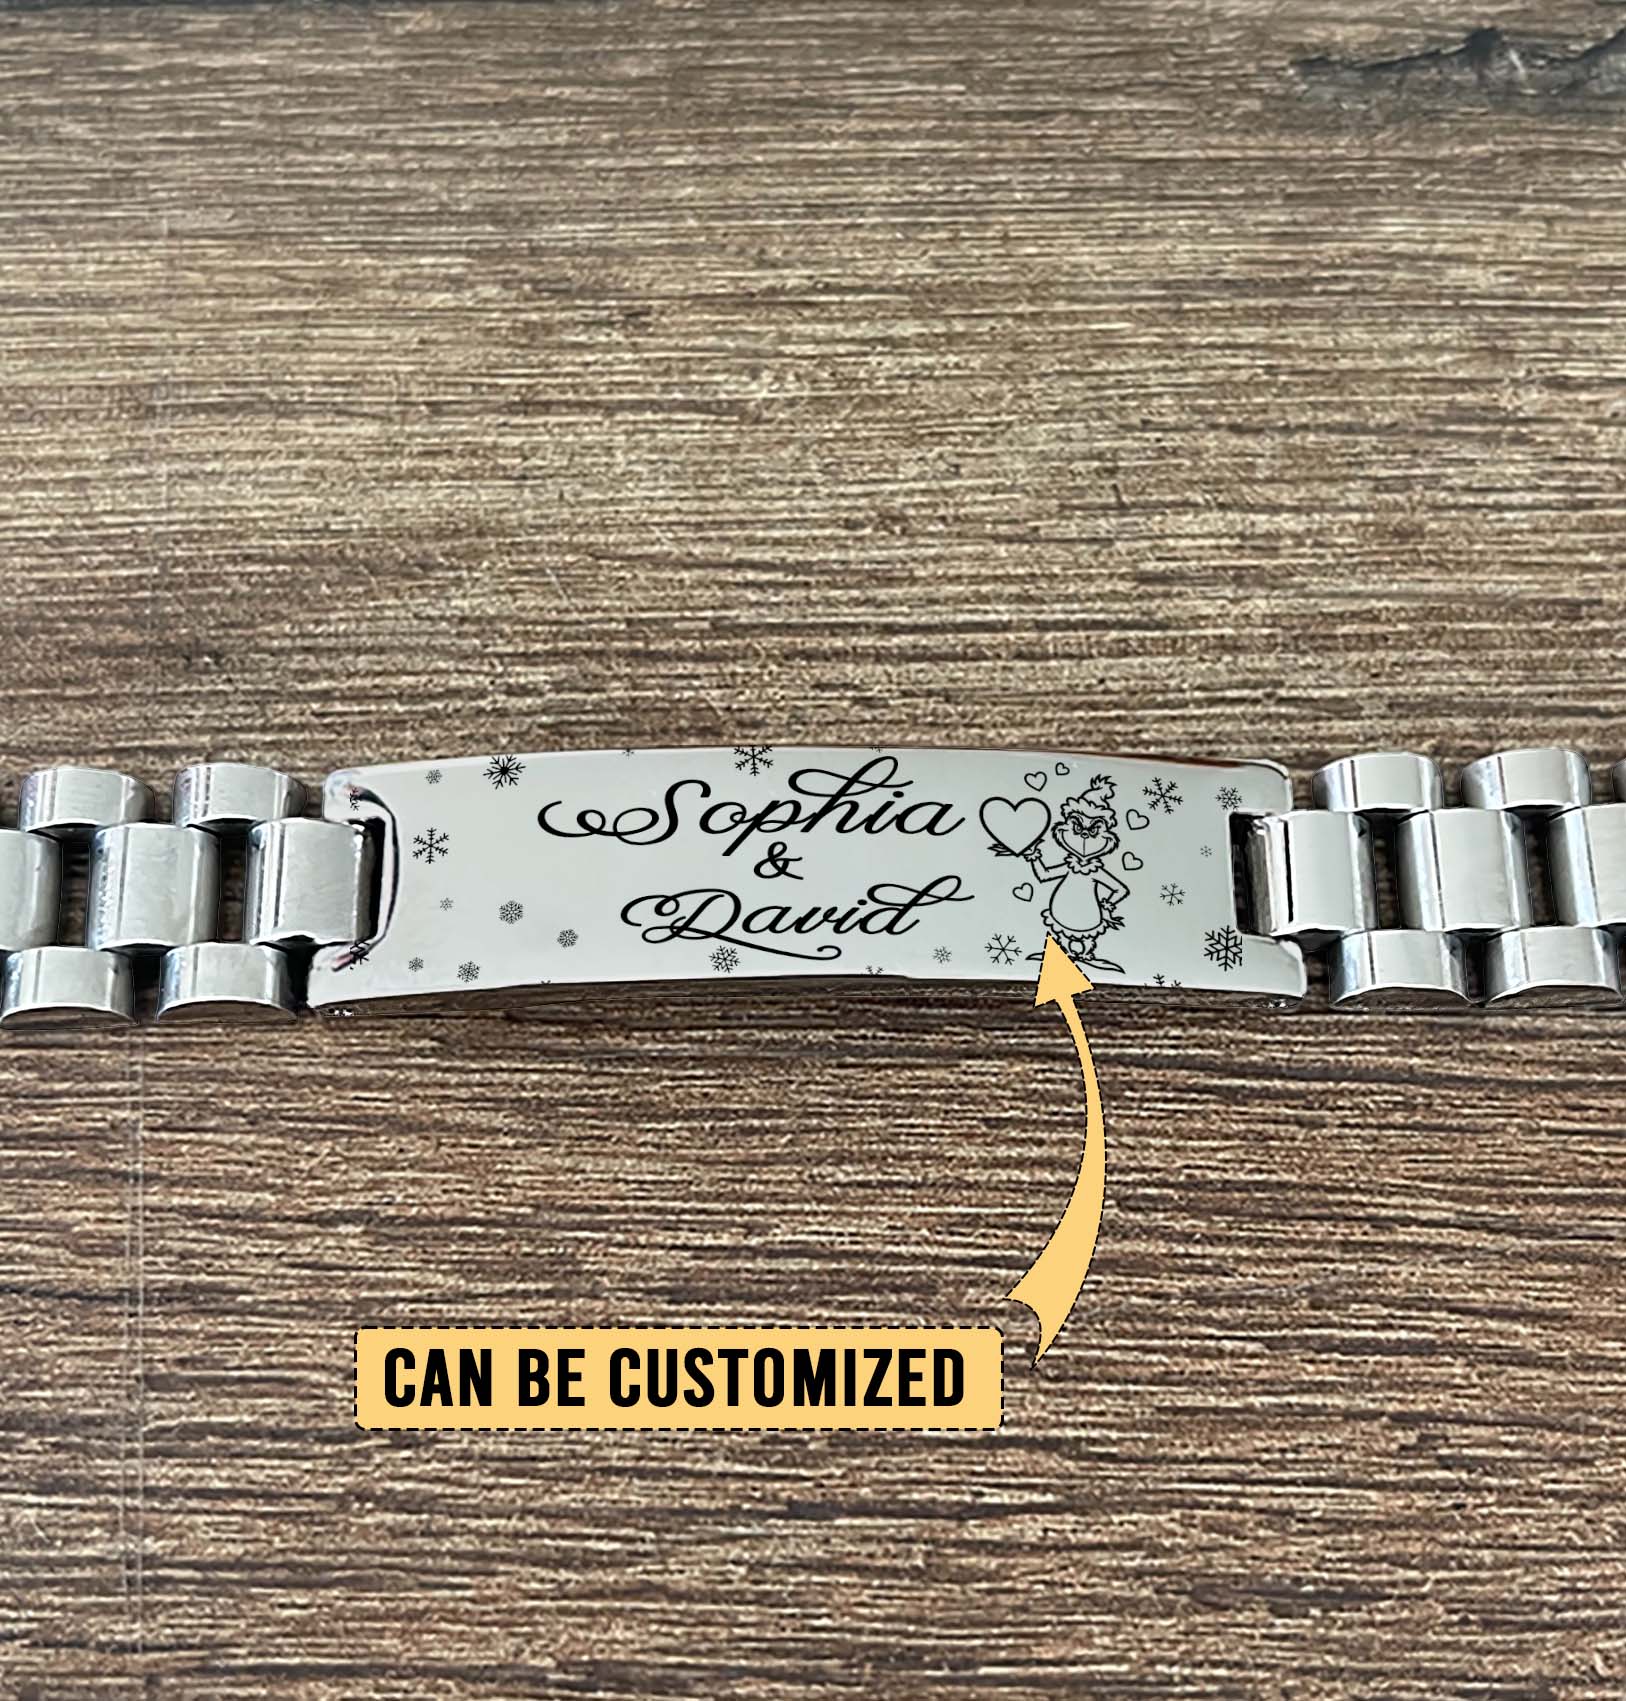 Sophia
&
David
CAN BE CUSTOMIZED